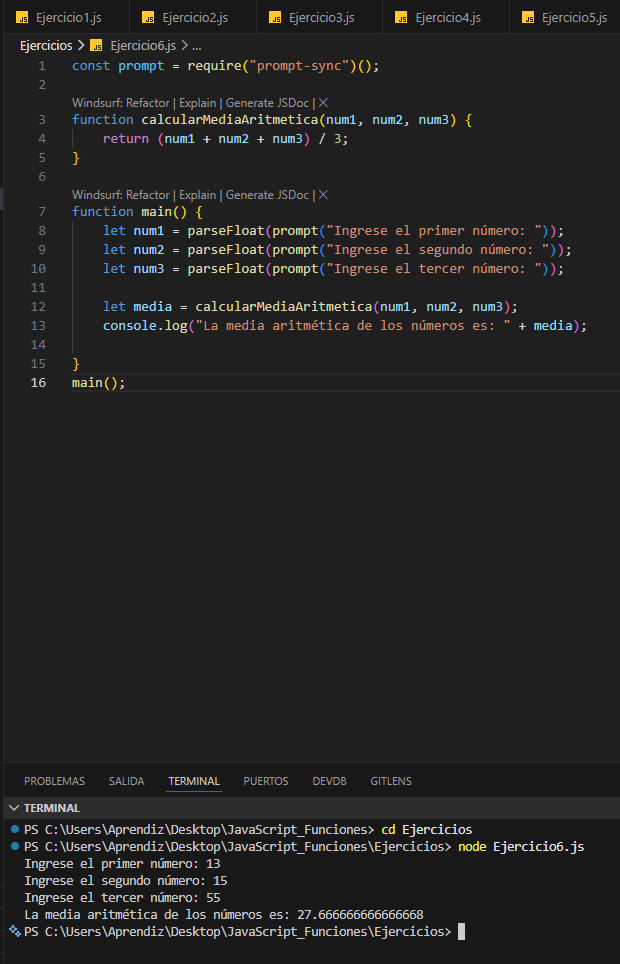 JS Ejercicio1.js JS Ejercicio2.js JS Ejercicio3.js JS Ejercicio4.js JS Ejercicio5.js
Ejercicios > JS Ejercicio6.js > ...
1 const prompt = require("prompt-sync")();
2
Windsurf: Refactor | Explain | Generate JSDoc | X
3 function calcularMediaAritmetica(num1, num2, num3) {
4 return (num1 + num2 + num3) / 3;
5 }
6
Windsurf: Refactor | Explain | Generate JSDoc | X
7 function main() {
8 let num1 = parseFloat(prompt("Ingrese el primer número: "));
9 let num2 = parseFloat(prompt("Ingrese el segundo número: "));
10 let num3 = parseFloat(prompt("Ingrese el tercer número: "));
11
12 let media = calcularMediaAritmetica(num1, num2, num3);
13 console.log("La media aritmética de los números es: " + media);
14
15 }
16 main();
PROBLEMAS SALIDA TERMINAL PUERTOS DEVDB GITLENS
TERMINAL
PS C:\Users\Aprendiz\Desktop\JavaScript_Funciones> cd Ejercicios
PS C:\Users\Aprendiz\Desktop\JavaScript_Funciones\Ejercicios> node Ejercicio6.js
Ingrese el primer número: 13
Ingrese el segundo número: 15
Ingrese el tercer número: 55
La media aritmética de los números es: 27.666666666666668
PS C:\Users\Aprendiz\Desktop\JavaScript_Funciones\Ejercicios>